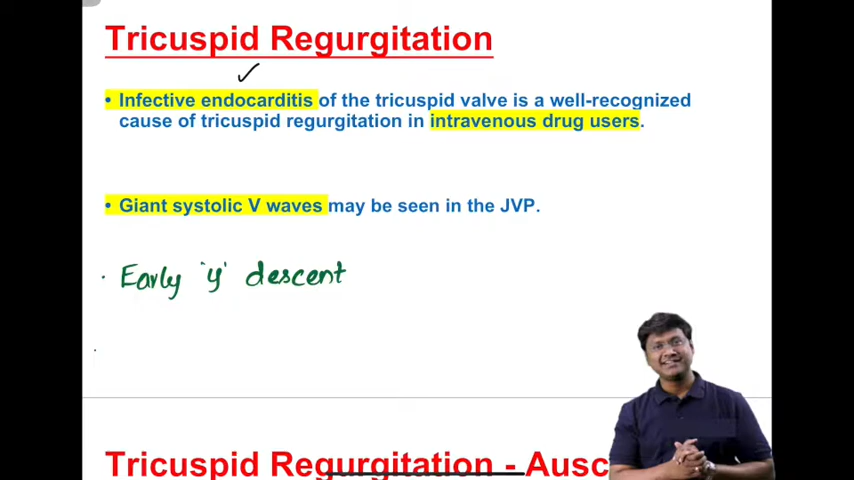 Tricuspid Regurgitation
• Infective endocarditis of the tricuspid valve is a well-recognized
cause of tricuspid regurgitation in intravenous drug users.
• Giant systolic V waves may be seen in the JVP.
· Early 'y' descent
Tricuspid Regurgitation - Ausc